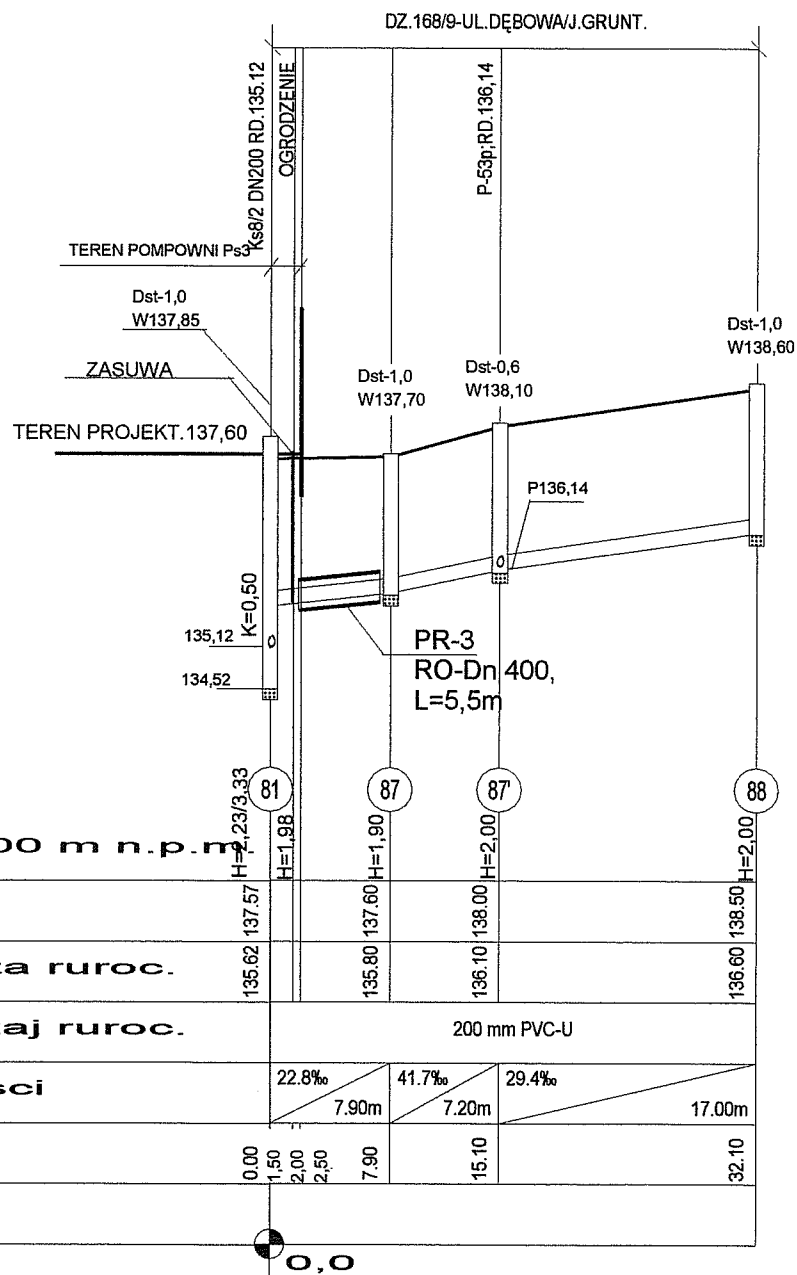 DZ.168/9-UL.DĘBOWA/J.GRUNT.
Ks8/2 DN200 RD.135.12
OGRODZENIE
P-53p;RD.136,14
TEREN POMPOWNI Ps3
Dst-1,0
W137,85
ZASUWA
TEREN PROJEKT.137,60
Dst-1,0
W137,70
Dst-0,6
W138,10
Dst-1,0
W138,60
P136,14
K=0,50
135,12
134,52
PR-3
RO-Dn 400,
L=5,5m
81
87
87'
88
H=2,23/3,33
H=1,98
H=1,90
H=2,00
H=2,00
00 m n.p.m.
137.57
137.60
138.00
138.50
ta ruroc.
135.62
135.80
136.10
136.60
aj ruroc.
200 mm PVC-U
ści
22.8‰
7.90m
41.7‰
7.20m
29.4‰
17.00m
0.00
1,50
2,00
2,50
7.90
15.10
32.10
0,0